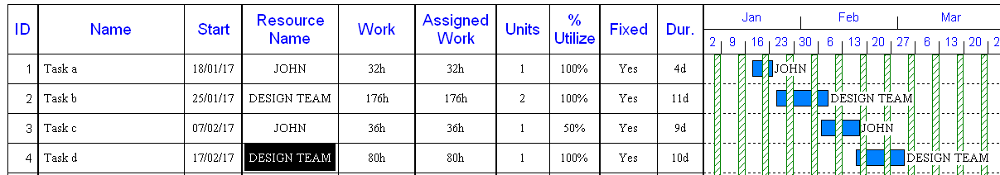 ID Name Start Resource Name Work Assigned Work Units % Utilize Fixed Dur. Jan Feb Mar
2 9 16 23 30 6 13 20 27 6 13 20 2
1 Task a 18/01/17 JOHN 32h 32h 1 100% Yes 4d JOHN
2 Task b 25/01/17 DESIGN TEAM 176h 176h 2 100% Yes 11d DESIGN TEAM
3 Task c 07/02/17 JOHN 36h 36h 1 50% Yes 9d JOHN
4 Task d 17/02/17 DESIGN TEAM 80h 80h 1 100% Yes 10d DESIGN TEAM